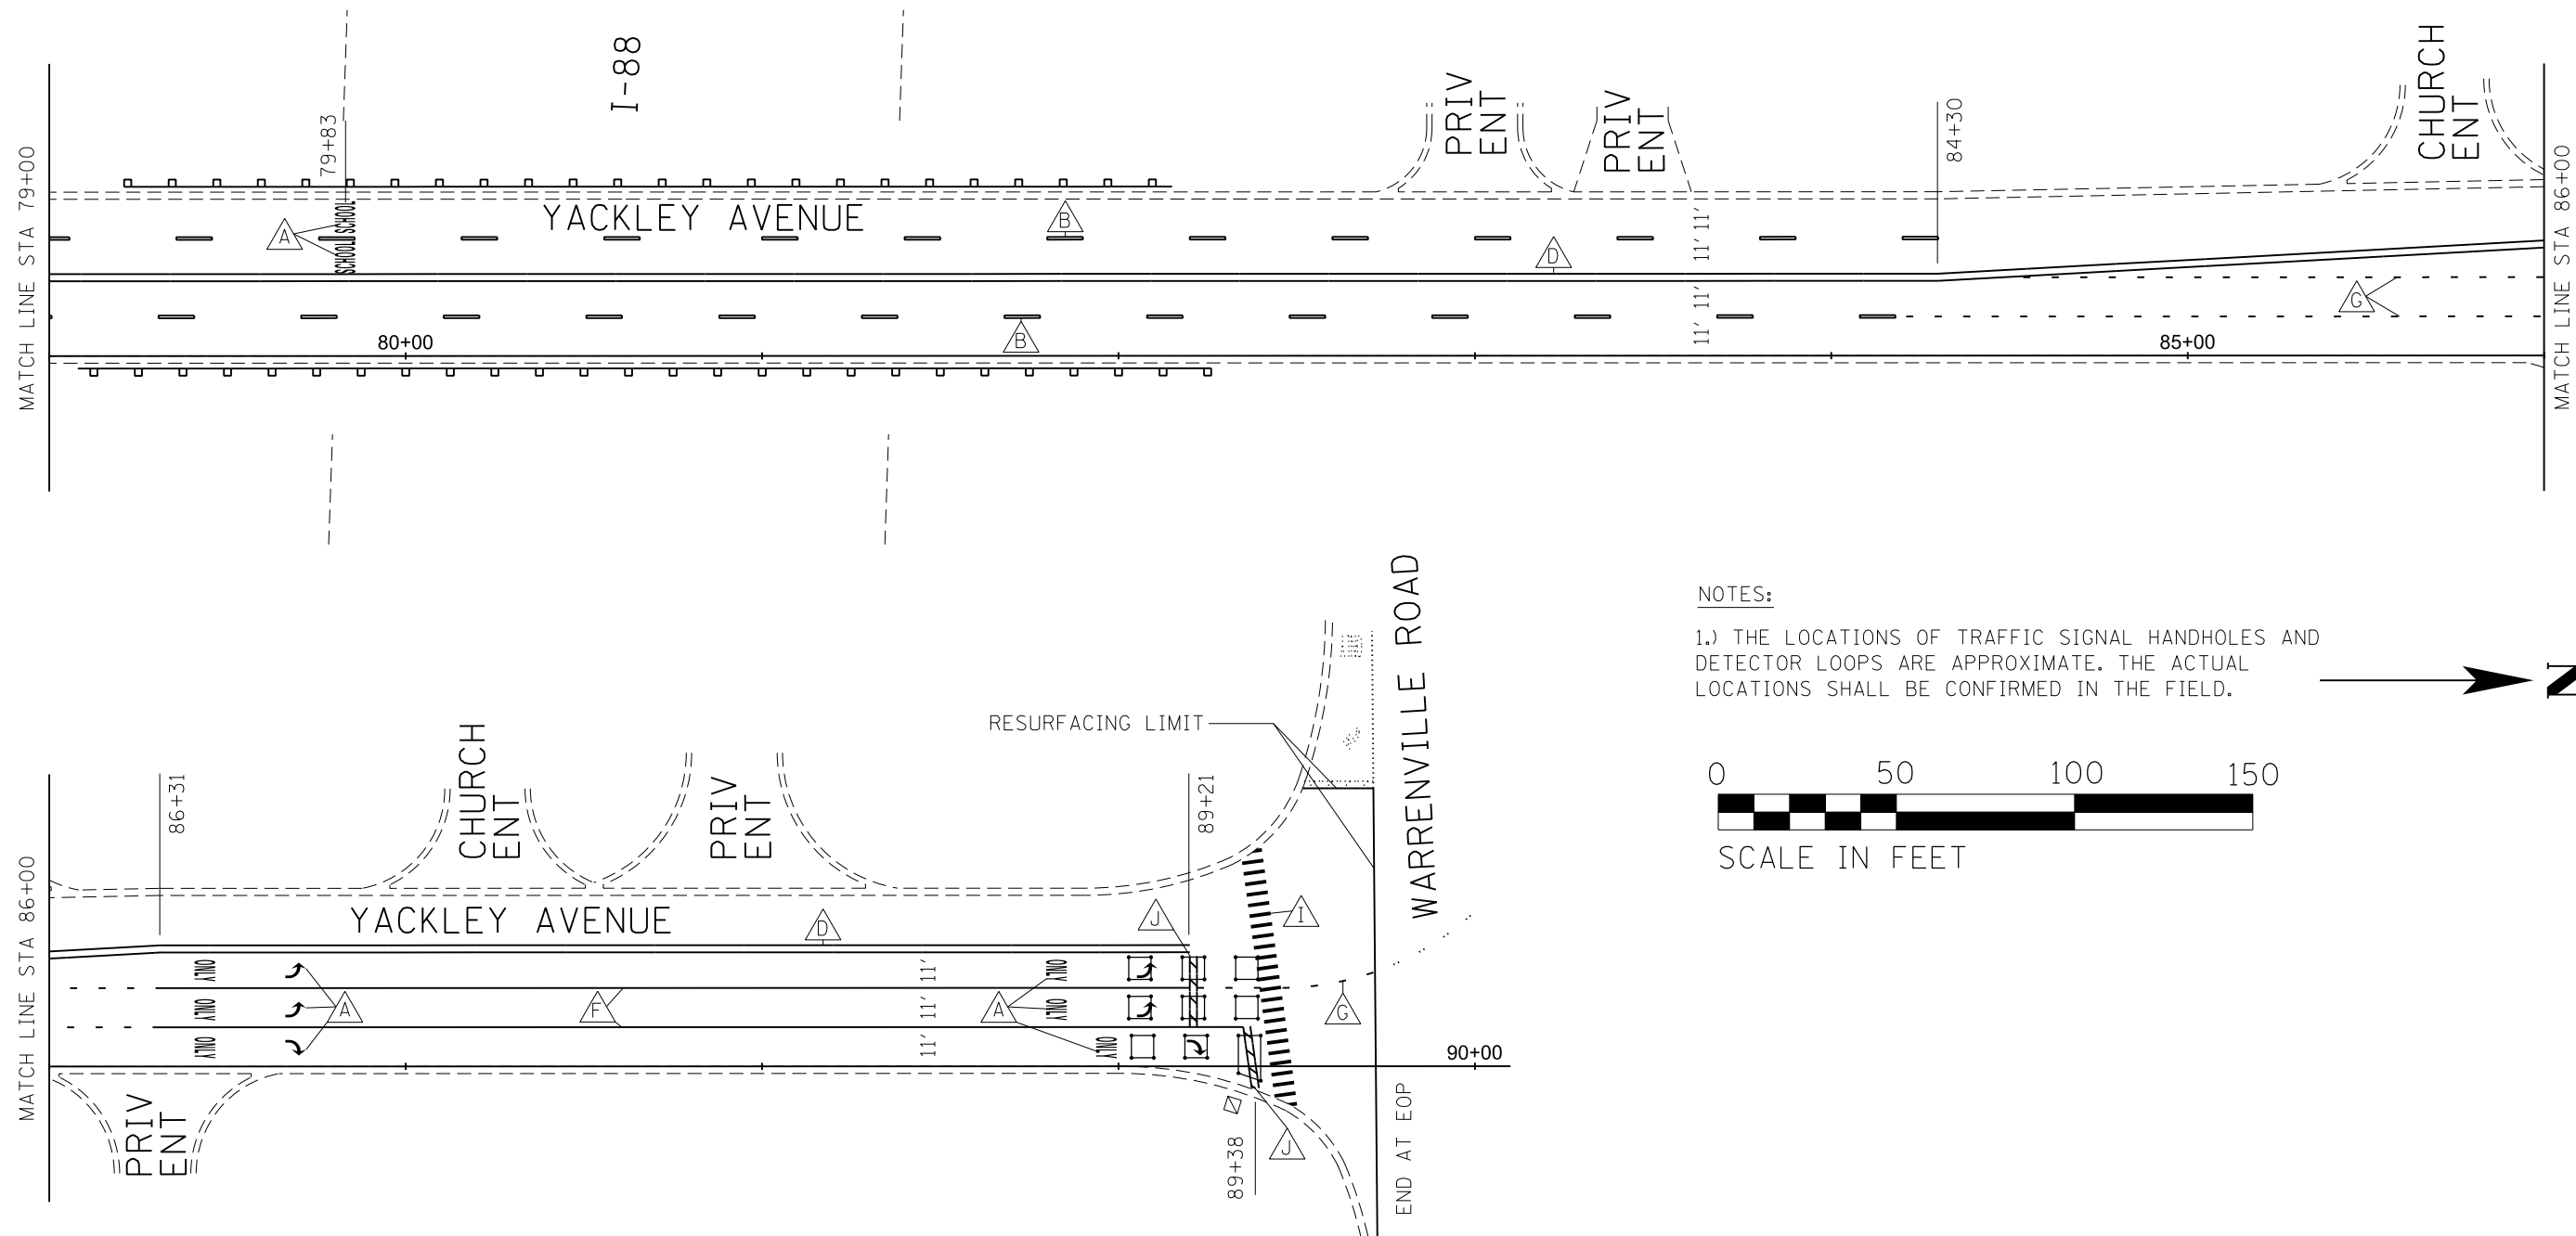 I-88
79+83
PRIV
ENT
PRIV
ENT
84+30
CHURCH
ENT
MATCH LINE STA 79+00
SCHOOL SCHOOL
A
YACKLEY AVENUE
B
D
11' 11'
11' 11'
G
B
80+00
85+00
MATCH LINE STA 86+00
WARRENVILLE ROAD
NOTES:
1.) THE LOCATIONS OF TRAFFIC SIGNAL HANDHOLES AND
DETECTOR LOOPS ARE APPROXIMATE. THE ACTUAL
LOCATIONS SHALL BE CONFIRMED IN THE FIELD.
N
RESURFACING LIMIT
0 50 100 150
SCALE IN FEET
MATCH LINE STA 86+00
86+31
CHURCH
ENT
PRIV
ENT
89+21
YACKLEY AVENUE
D
J
I
ONLY
ONLY
ONLY
A
F
11' 11' 11'
A
ONLY
ONLY
ONLY
G
90+00
PRIV
ENT
89+38
J
END AT EOP